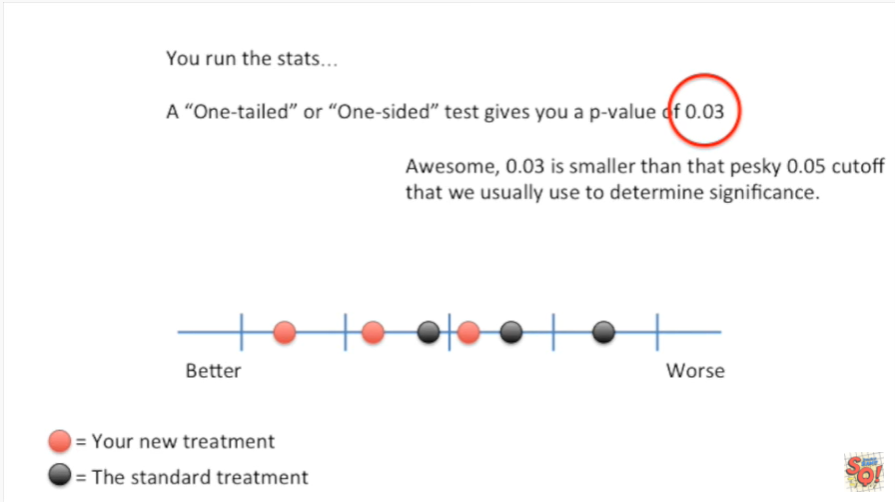 You run the stats...
A “One-tailed” or “One-sided” test gives you a p-value of 0.03
Awesome, 0.03 is smaller than that pesky 0.05 cutoff
that we usually use to determine significance.
Better
Worse
= Your new treatment
= The standard treatment
SQ!